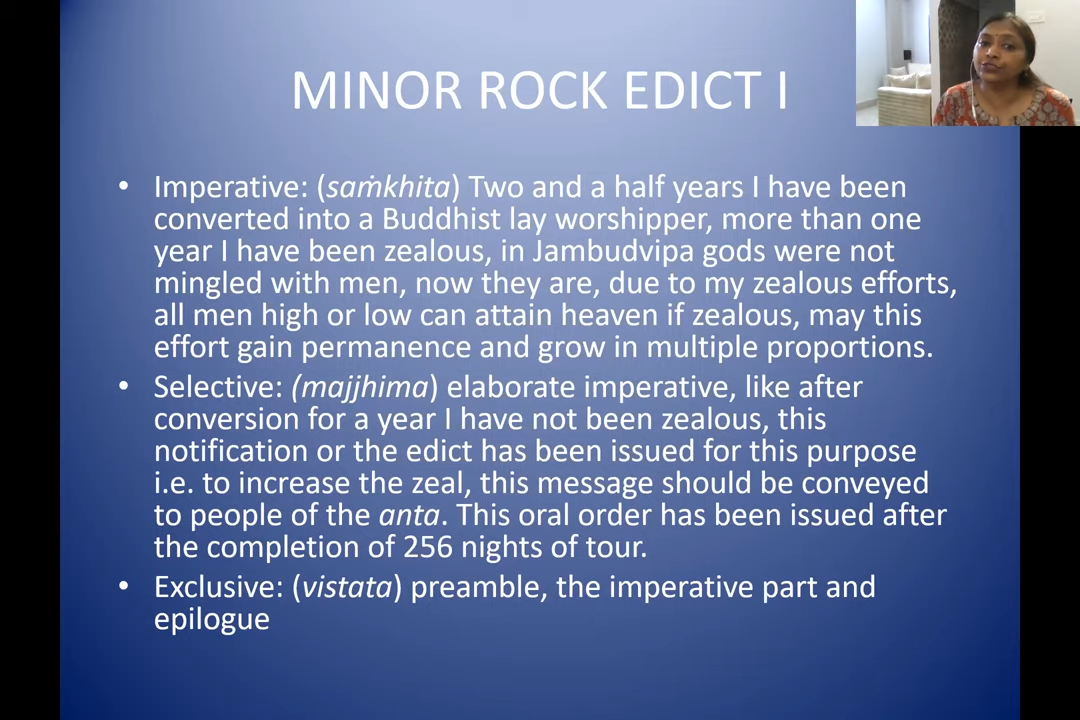 MINOR ROCK EDICT I
• Imperative: (saṁkhita) Two and a half years I have been
converted into a Buddhist lay worshipper, more than one
year I have been zealous, in Jambudvipa gods were not
mingled with men, now they are, due to my zealous efforts,
all men high or low can attain heaven if zealous, may this
effort gain permanence and grow in multiple proportions.
• Selective: (majjhima) elaborate imperative, like after
conversion for a year I have not been zealous, this
notification or the edict has been issued for this purpose
i.e. to increase the zeal, this message should be conveyed
to people of the anta. This oral order has been issued after
the completion of 256 nights of tour.
• Exclusive: (vistata) preamble, the imperative part and
epilogue